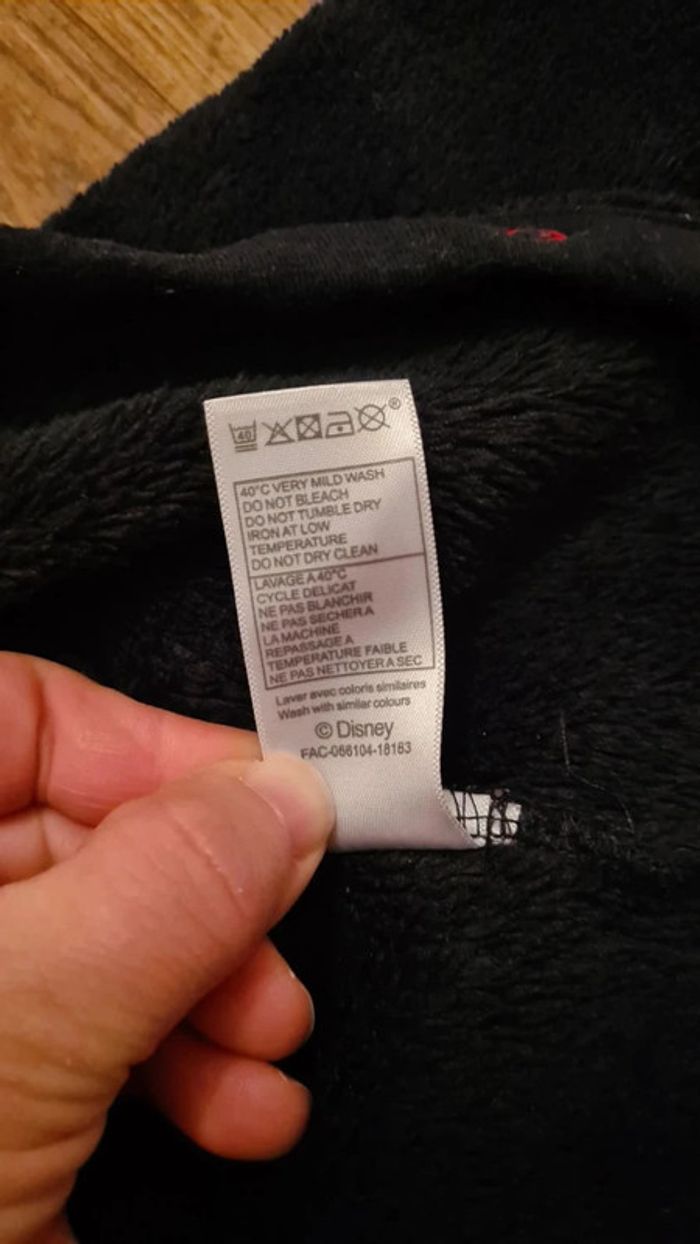 40
®
40°C VERY MILD WASH
DO NOT BLEACH
DO NOT TUMBLE DRY
IRON AT LOW
TEMPERATURE
DO NOT DRY CLEAN
LAVAGE A 40°C
CYCLE DELICAT
NE PAS BLANCHIR
NE PAS SECHER A
LA MACHINE
REPASSAGE A
TEMPERATURE FAIBLE
NE PAS NETTOYER A SEC
Laver avec coloris similaires
Wash with similar colours
© Disney
FAC-066104-18183